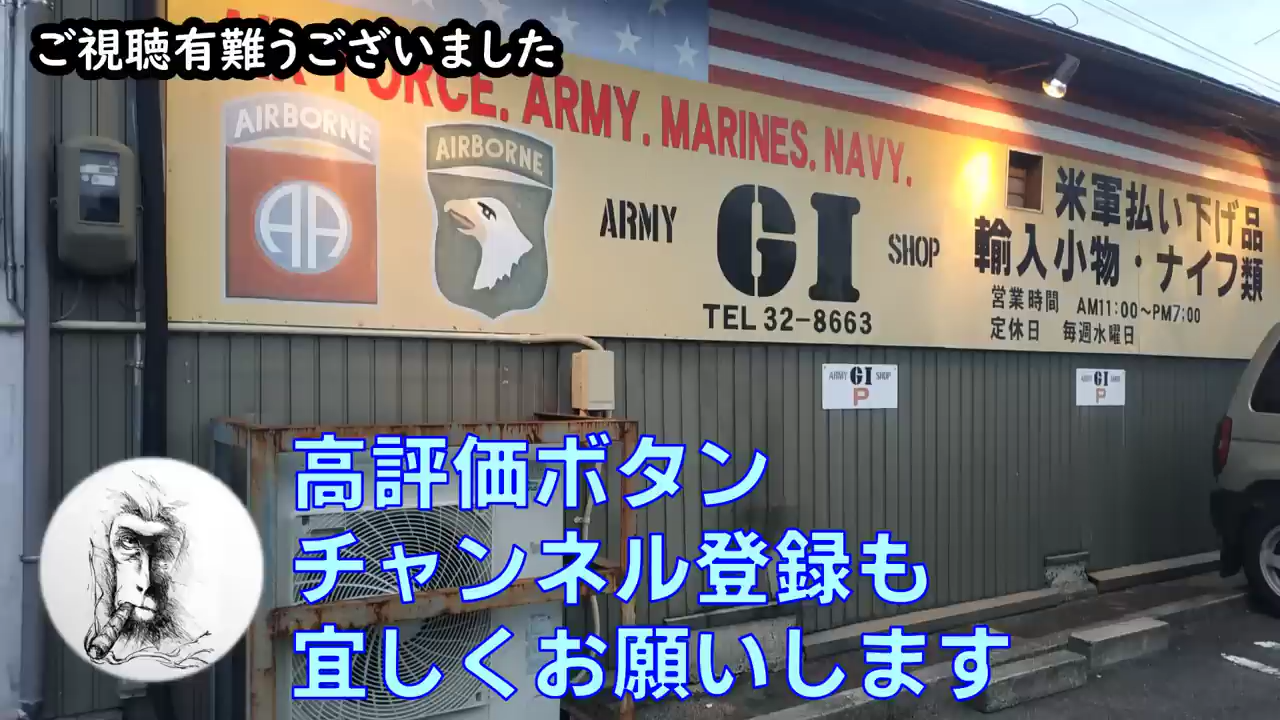 ご視聴有難うございました
AIR FORCE. ARMY. MARINES. NAVY.
AIRBORNE
AA
AIRBORNE
ARMY GI SHOP
TEL 32-8663
米軍払い下げ品
輸入小物・ナイフ類
営業時間 AM11:00~PM7:00
定休日 毎週水曜日
ARMY GI SHOP
P
ARMY GI SHOP
P
高評価ボタン
チャンネル登録も
宜しくお願いします